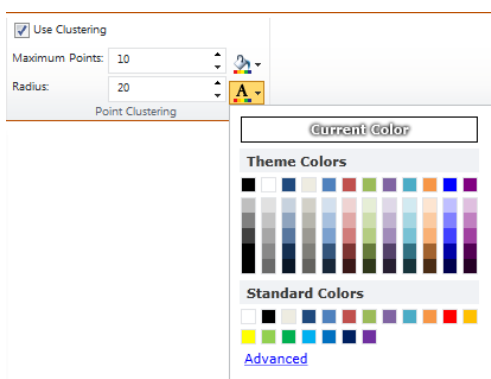 Use Clustering
Maximum Points: 10
Radius: 20
A
Point Clustering
Current Color
Theme Colors
Standard Colors
Advanced